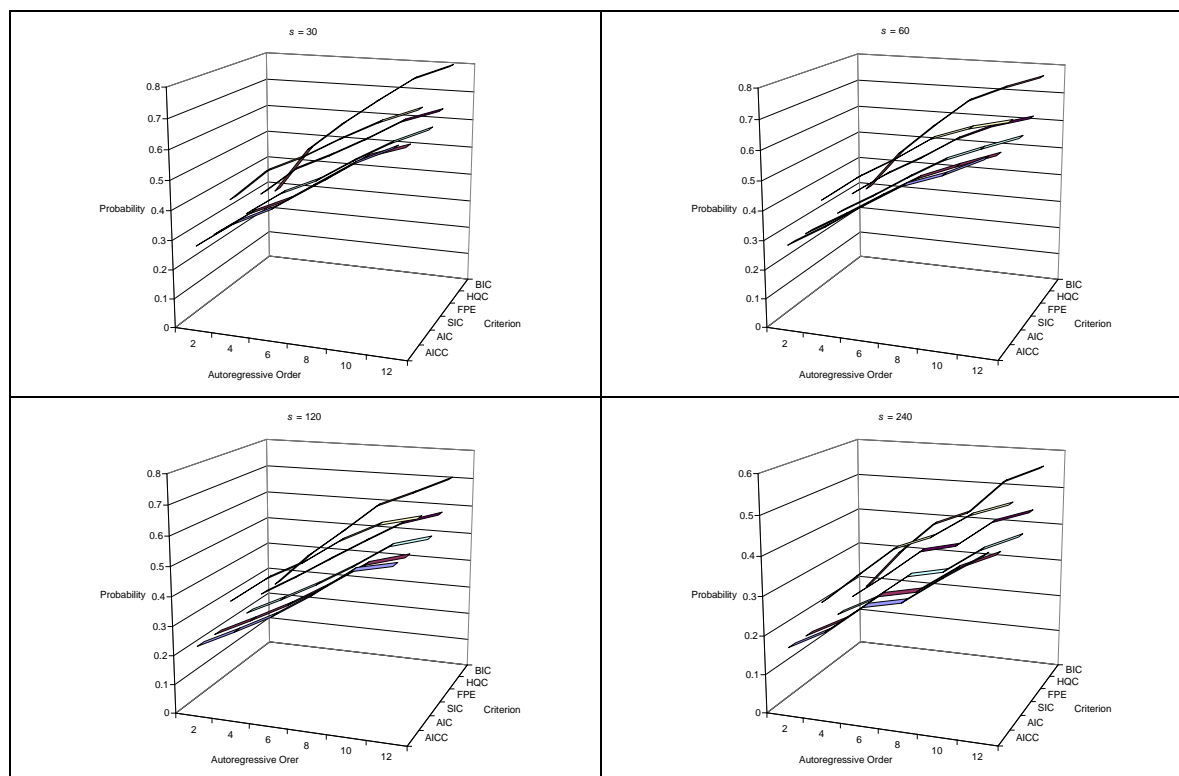 s = 30
0.8
0.7
0.6
0.5
Probability 0.4
0.3
0.2
0.1
0
2
4
6
8
10
12
Autoregressive Order
BIC
HQC
FPE
SIC Criterion
AIC
AICC
s = 60
0.8
0.7
0.6
0.5
Probability 0.4
0.3
0.2
0.1
0
2
4
6
8
10
12
Autoregressive Order
BIC
HQC
FPE
SIC Criterion
AIC
AICC
s = 120
0.8
0.7
0.6
0.5
Probability 0.4
0.3
0.2
0.1
0
2
4
6
8
10
12
Autoregressive Orer
BIC
HQC
FPE
SIC Criterion
AIC
AICC
s = 240
0.6
0.5
0.4
Probability 0.3
0.2
0.1
0
2
4
6
8
10
12
Autoregressive Order
BIC
HQC
FPE
SIC Criterion
AIC
AICC